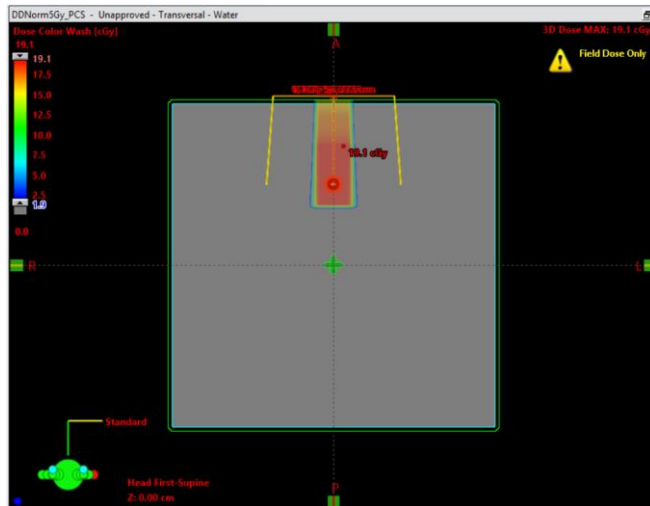 DDNorm5Gy_PCS - Unapproved - Transversal - Water
Dose Color Wash [cGy]
3D Dose MAX: 19.1 cGy
19.1
A
Field Dose Only
19.1
17.5
15.0
12.5
10.0
7.5
5.0
2.5
1.9
0.0
19.1 cGy
R
L
Standard
Head First-Supine
Z: 0.00 cm
P